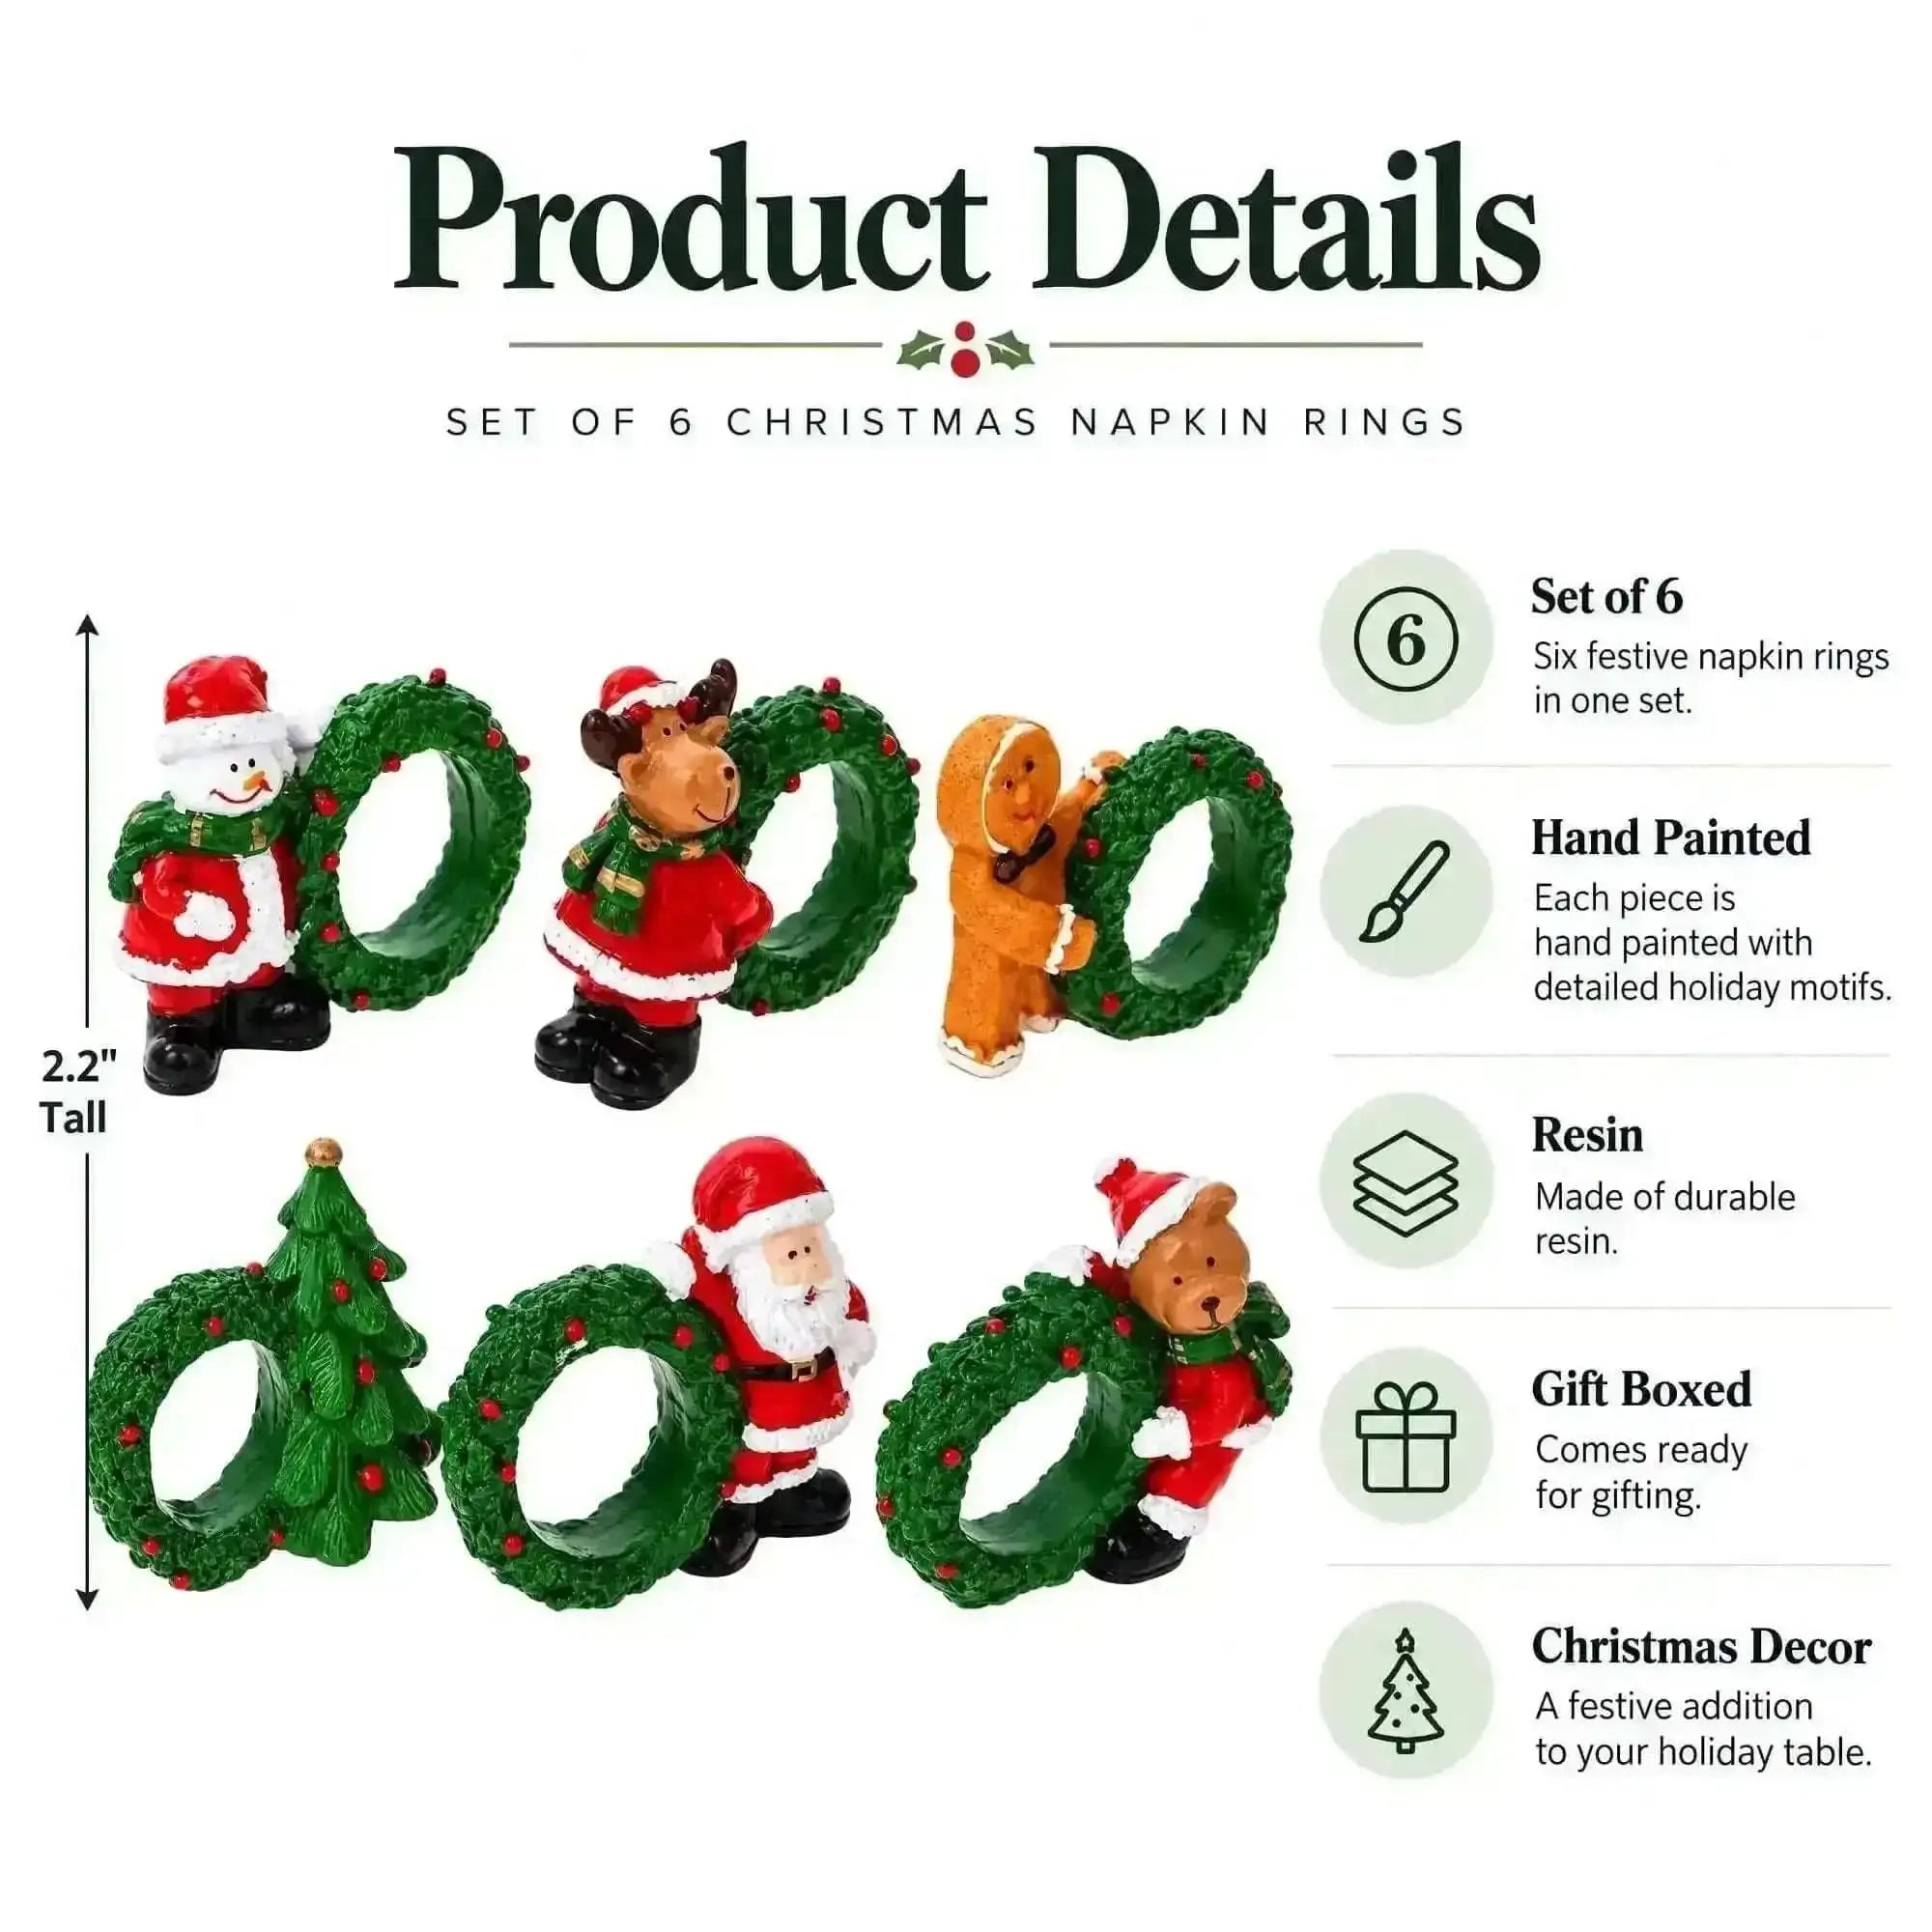 Product Details
SET OF 6 CHRISTMAS NAPKIN RINGS
2.2"
Tall
6
Set of 6
Six festive napkin rings
in one set.
Hand Painted
Each piece is
hand painted with
detailed holiday motifs.
Resin
Made of durable
resin.
Gift Boxed
Comes ready
for gifting.
Christmas Decor
A festive addition
to your holiday table.